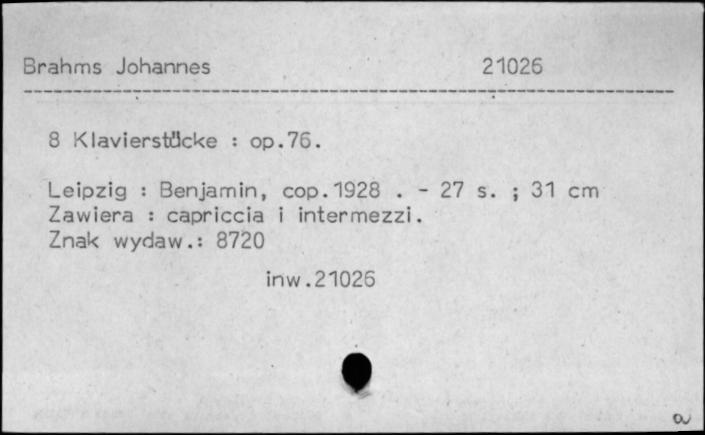 Brahms Johannes 21026
8 Klavierstücke : op.76.
Leipzig : Benjamin, cop.1928 . - 27 s. ; 31 cm
Zawiera : capriccia i intermezzi.
Znak wydaw.: 8720
inw.21026